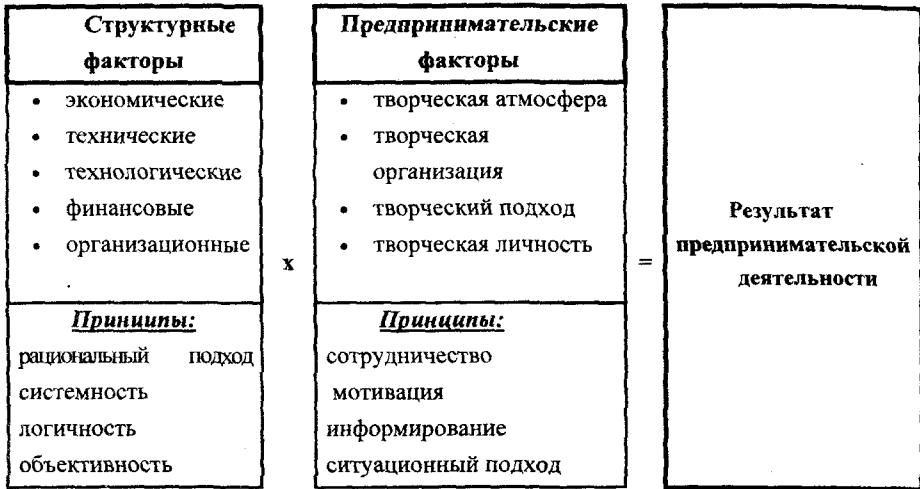 Структурные
факторы
• экономические
• технические
• технологические
• финансовые
• организационные
.
Принципы:
рациональный подход
системность
логичность
объективность
x
Предпринимательские
факторы
• творческая атмосфера
• творческая
организация
• творческий подход
• творческая личность
Принципы:
сотрудничество
мотивация
информирование
ситуационный подход
=
Результат
предпринимательской
деятельности